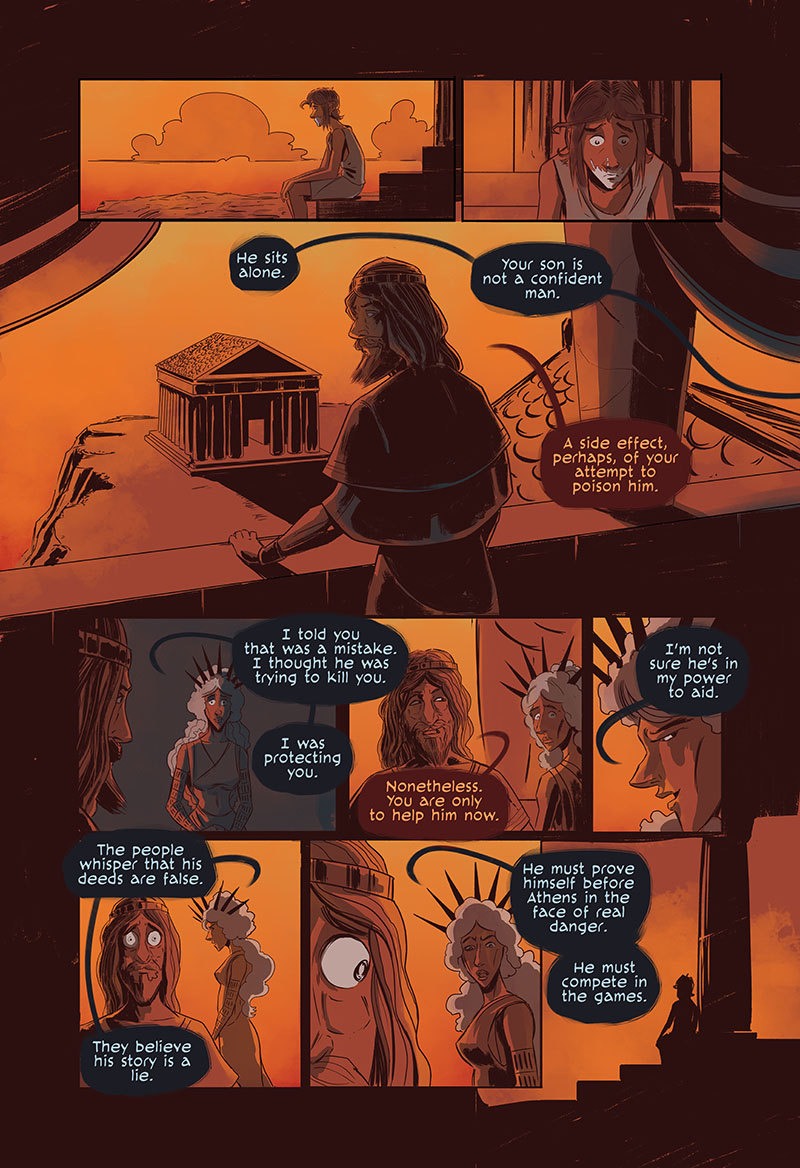 He sits
alone.
Your son is
not a confident
man.
A side effect,
perhaps, of your
attempt to
poison him.
I told you
that was a mistake.
I thought he was
trying to kill you.
I was
protecting
you.
Nonetheless.
You are only
to help him now.
I'm not
sure he's in
my power
to aid.
The people
whisper that his
deeds are false.
They believe
his story is a
lie.
He must prove
himself before
Athens in the
face of real
danger.
He must
compete in
the games.